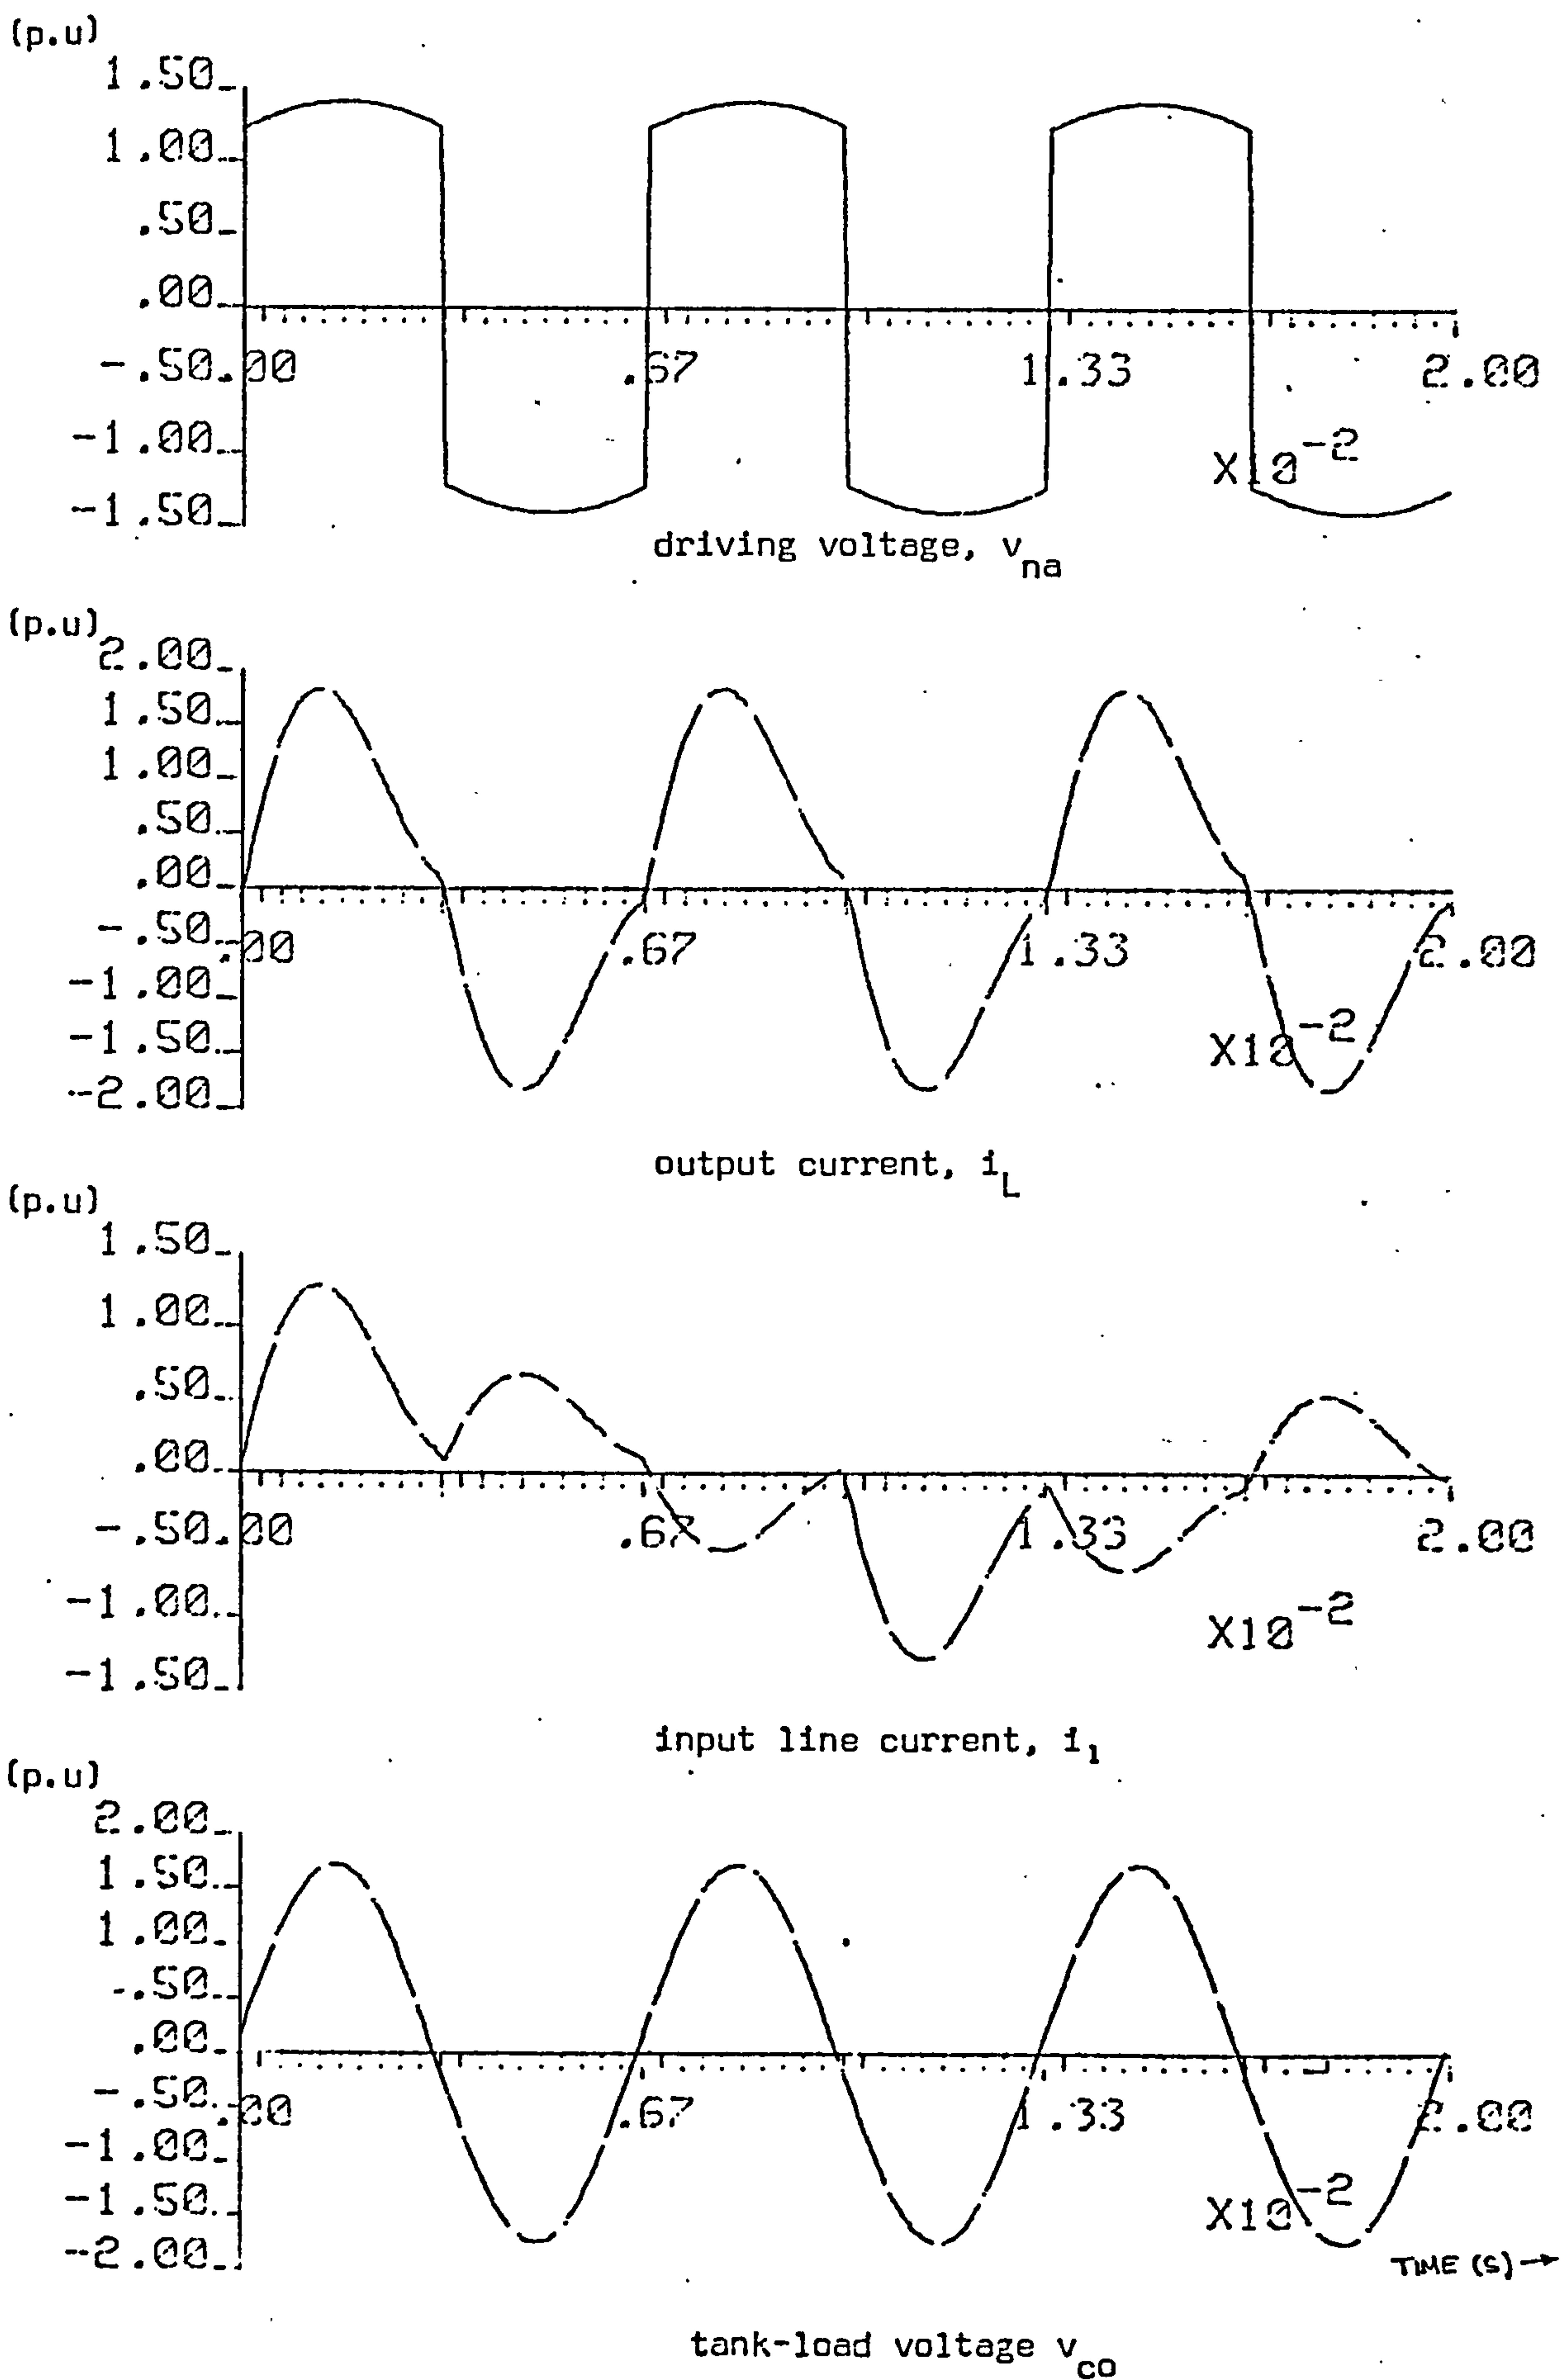 (p.u)
1.50
1.00
.50
.00
-.50 .00 .67 1.33 2.00
-1.00
X10-2
-1.50
driving voltage, vna
(p.u)
2.00
1.50
1.00
.50
.00
-.50 .00 .67 1.33 2.00
-1.00
-1.50 X10-2
-2.00
output current, iL
(p.u)
1.50
1.00
.50
.00
-.50 .00 .67 1.33 2.00
-1.00
X10-2
-1.50
input line current, i1
(p.u)
2.00
1.50
1.00
.50
.00
-.50 .00 .67 1.33 2.00
-1.00
-1.50 X10-2
-2.00
TIME (S) →
tank-load voltage vco